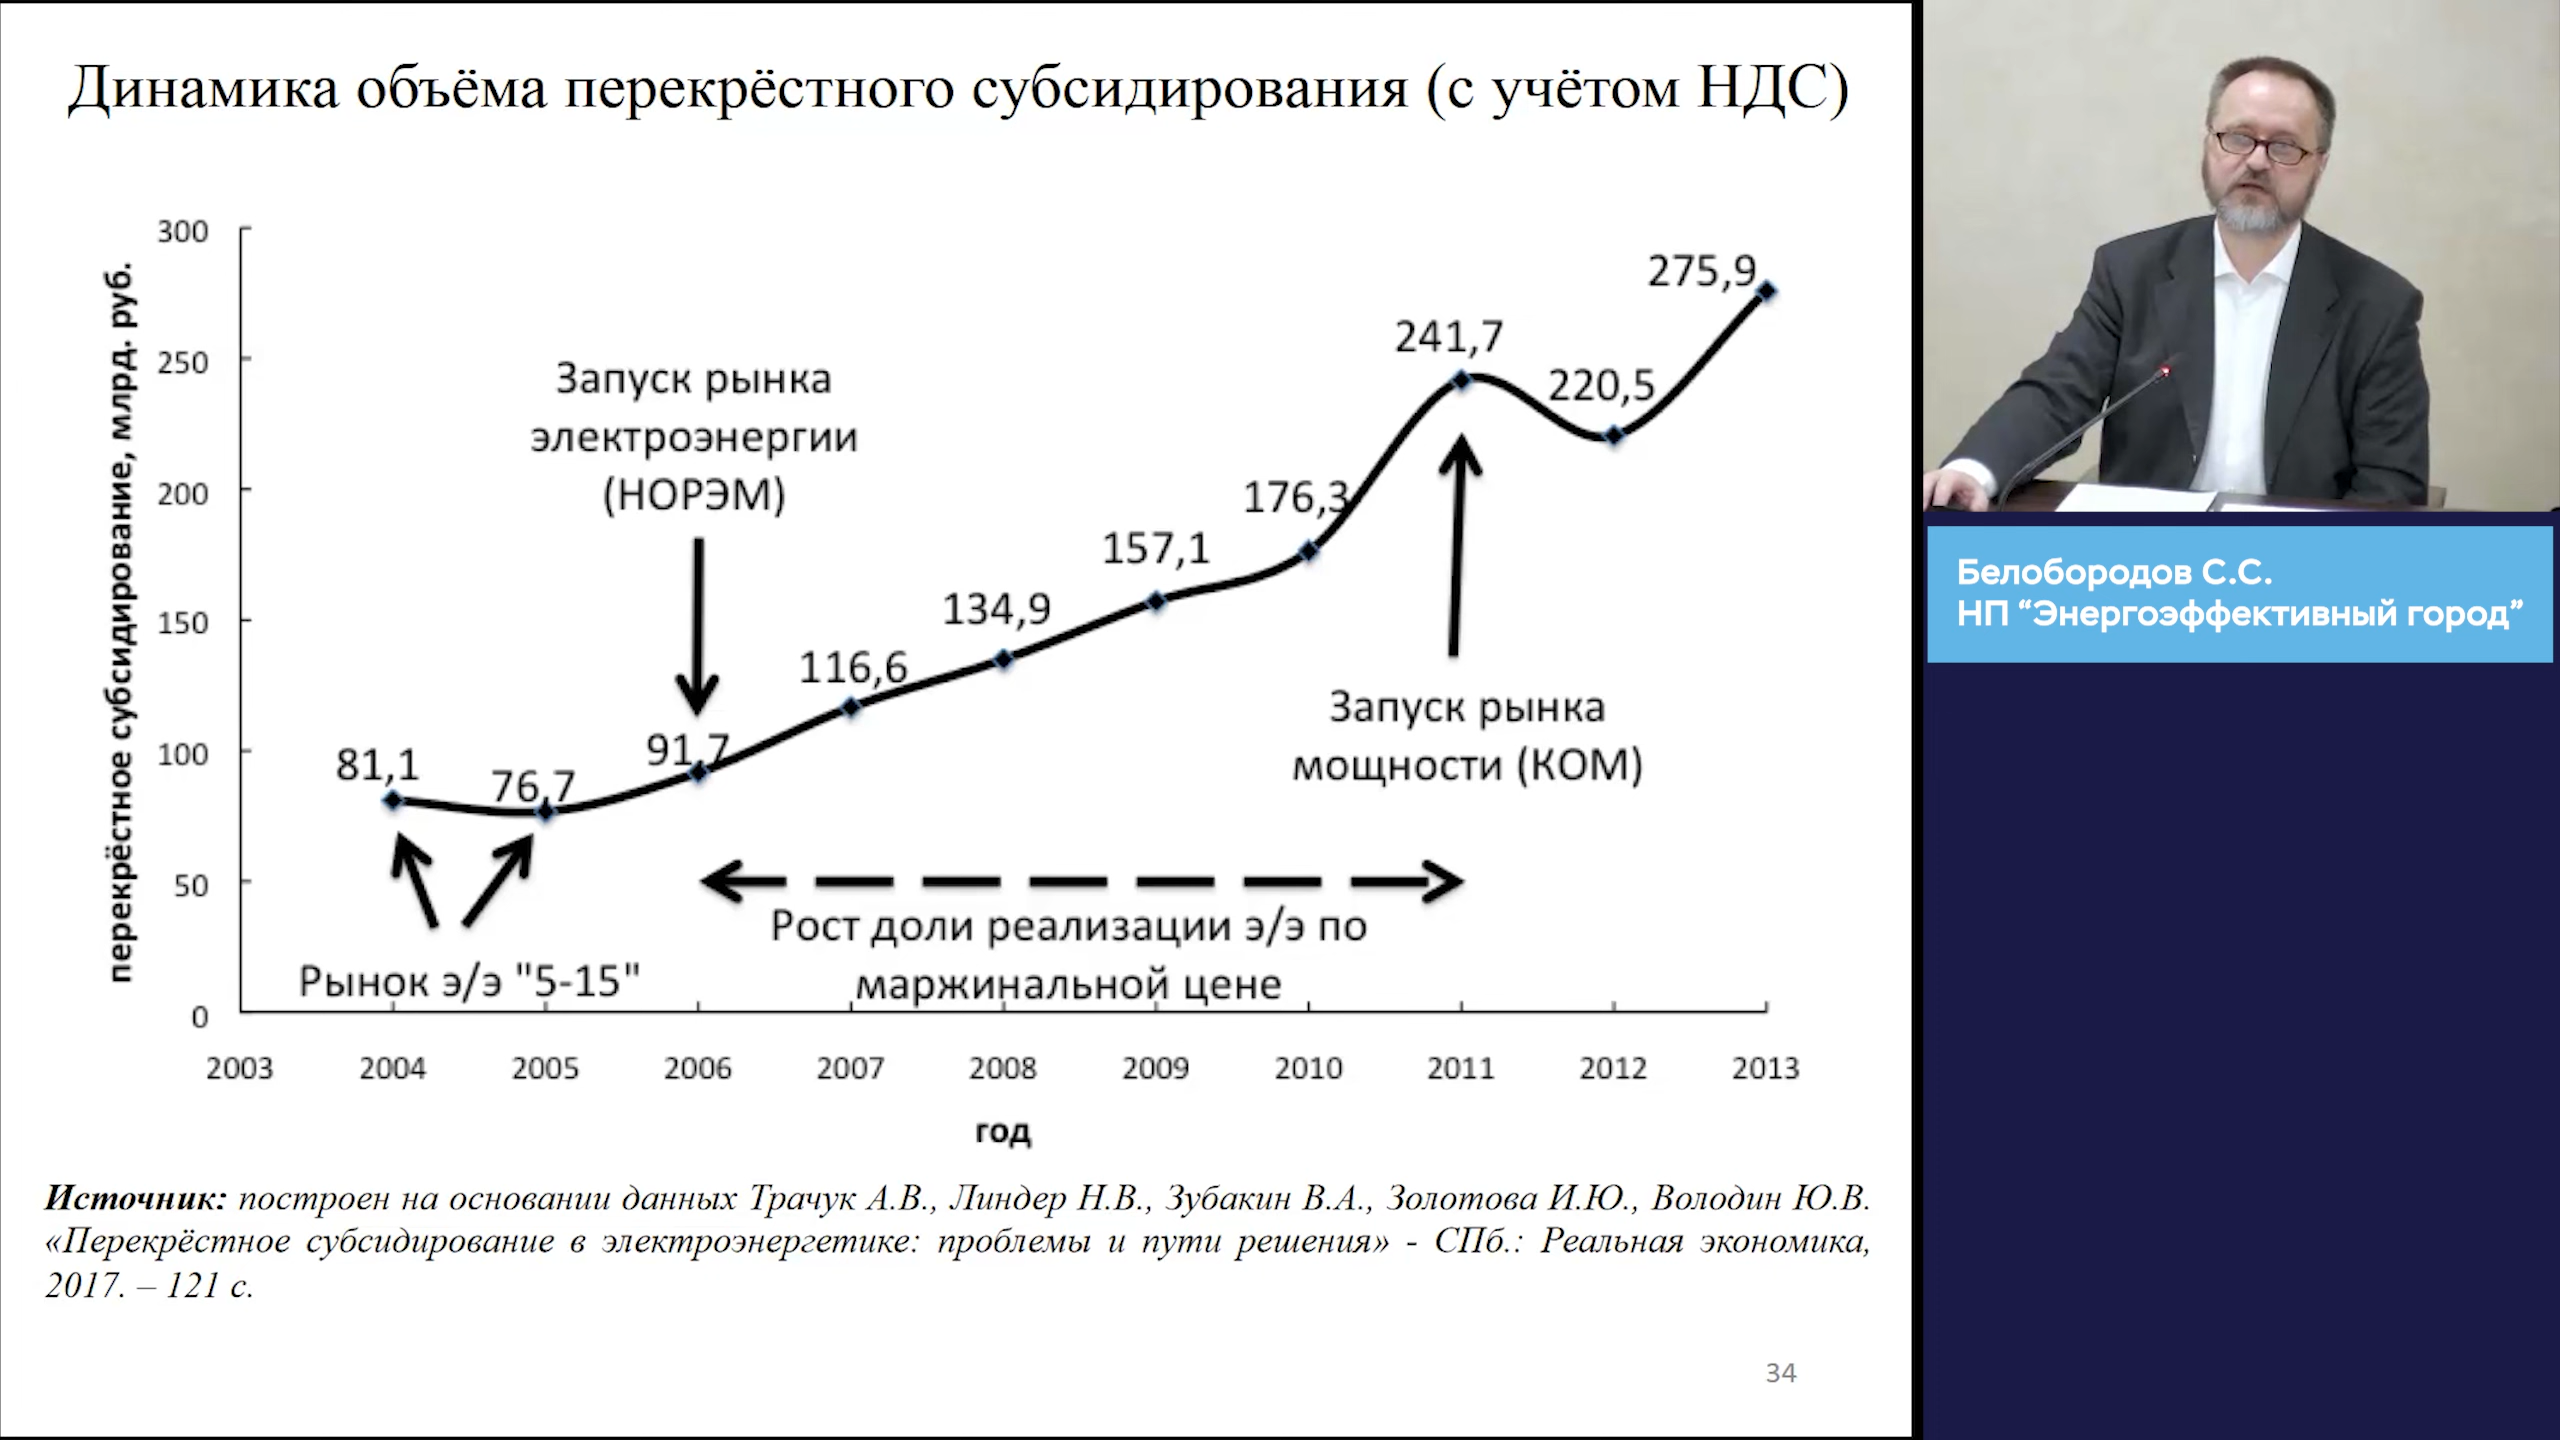 Динамика объёма перекрёстного субсидирования (с учётом НДС)
перекрёстное субсидирование, млрд. руб.
300
250
200
150
100
50
0
81,1
76,7
91,7
116,6
134,9
157,1
176,3
241,7
220,5
275,9
Запуск рынка
электроэнергии
(НОРЭМ)
Запуск рынка
мощности (КОМ)
Рост доли реализации э/э по
маржинальной цене
Рынок э/э "5-15"
2003
2004
2005
2006
2007
2008
2009
2010
2011
2012
2013
год
Источник: построен на основании данных Трачук А.В., Линдер Н.В., Зубакин В.А., Золотова И.Ю., Володин Ю.В.
«Перекрёстное субсидирование в электроэнергетике: проблемы и пути решения» - СПб.: Реальная экономика,
2017. – 121 с.
34
Белобородов С.С.
НП “Энергоэффективный город”